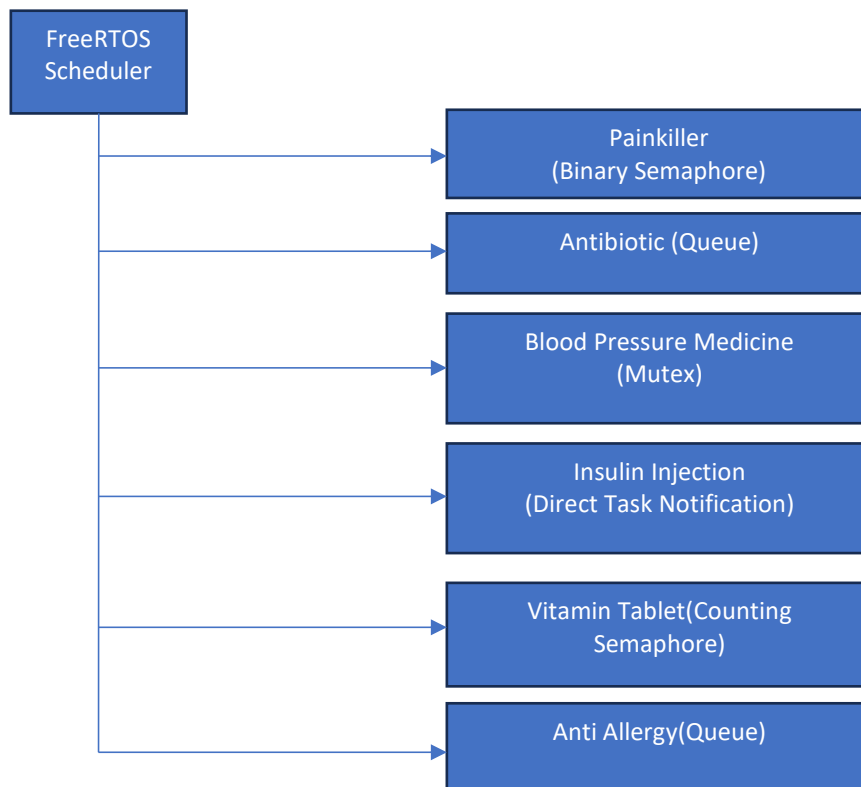 FreeRTOS
Scheduler
Painkiller
(Binary Semaphore)
Antibiotic (Queue)
Blood Pressure Medicine
(Mutex)
Insulin Injection
(Direct Task Notification)
Vitamin Tablet(Counting
Semaphore)
Anti Allergy(Queue)